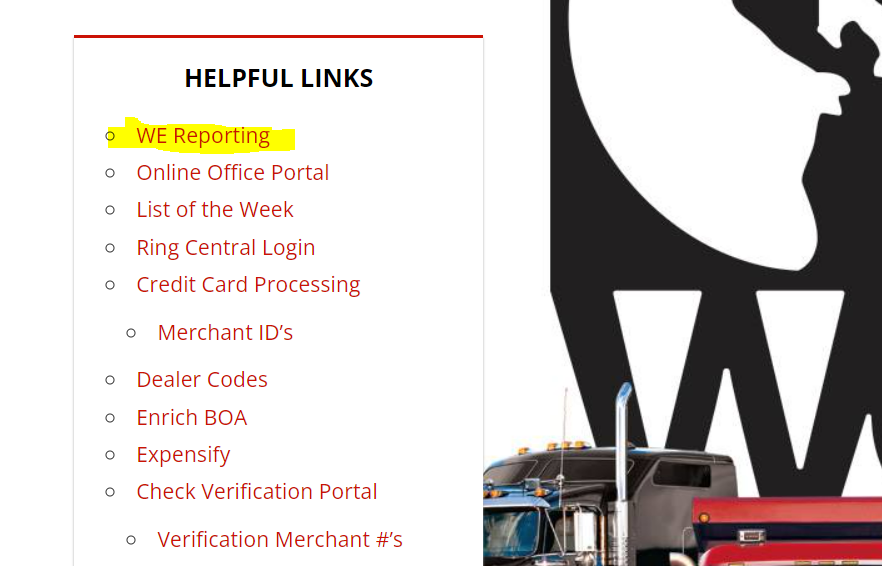 HELPFUL LINKS
WE Reporting
Online Office Portal
List of the Week
Ring Central Login
Credit Card Processing
Merchant ID’s
Dealer Codes
Enrich BOA
Expensify
Check Verification Portal
Verification Merchant #’s